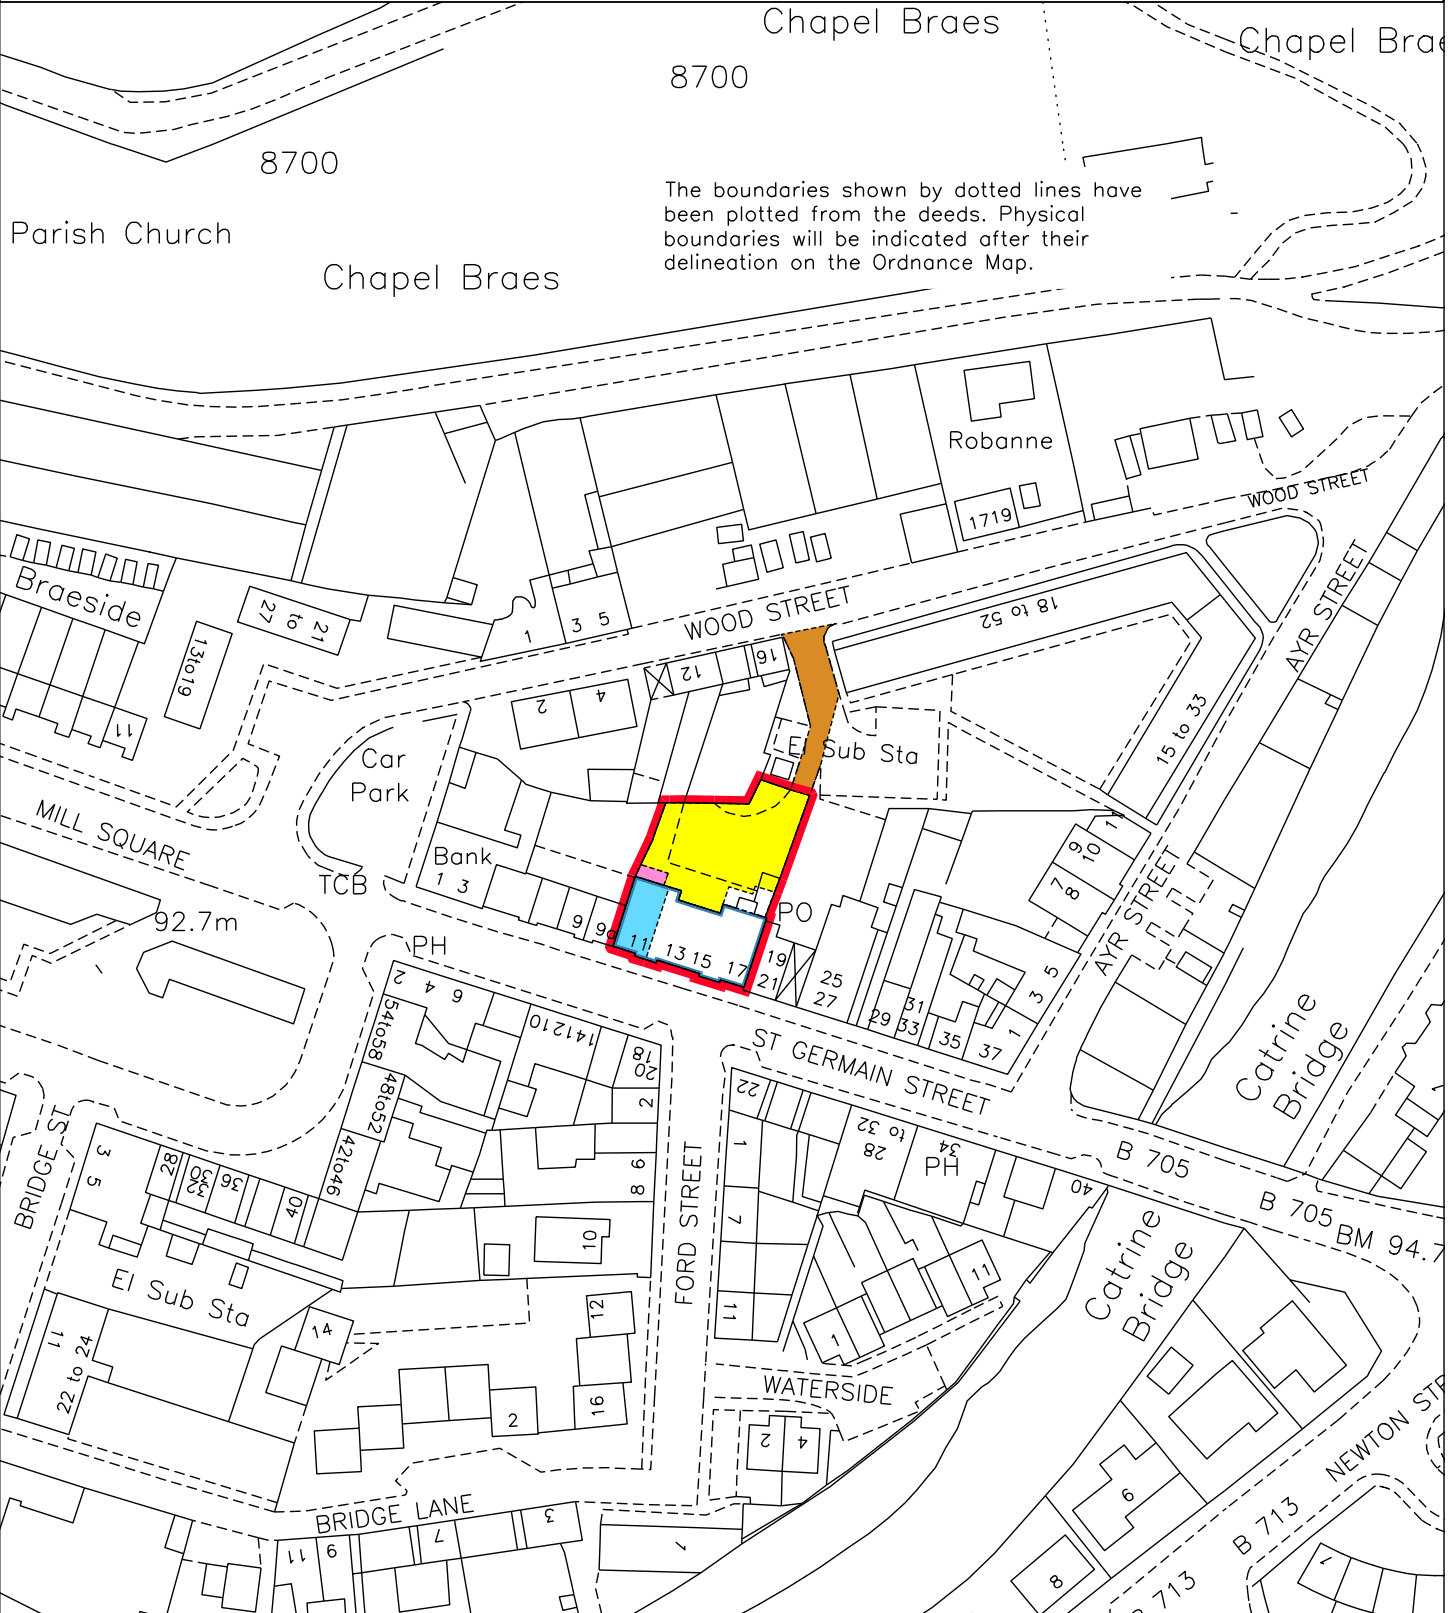 Chapel Braes
Chapel Brae
8700
8700
The boundaries shown by dotted lines have
been plotted from the deeds. Physical
boundaries will be indicated after their
delineation on the Ordnance Map.
Parish Church
Chapel Braes
Robanne
WOOD STREET
1719
Braeside
27 to 21
13to19
11
1
3 5
WOOD STREET
18 to 52
AYR STREET
12
16
2
4
15 to 33
El Sub Sta
Car
Park
MILL SQUARE
Bank
1 3
TCB
9
10
1
7
8
92.7m
PH
9
99
11
13
15
17
PO
19
21
25
27
29
31
33
35
37
1
3
5
AYR STREET
2
4
6
54to58
1012141
18
20
ST GERMAIN STREET
Catrine
Bridge
48to52
2
22
28 to 32
34
PH
B 705
BRIDGE ST
3
5
28
30
32
36
40
42to46
6
8
FORD STREET
1
7
11
40
B 705
BM 94.7
Catrine
Bridge
10
El Sub Sta
11
22 to 24
14
12
16
2
1
11
WATERSIDE
2
4
NEWTON STR
BRIDGE LANE
11
9
7
3
1
6
8
B 713
B 713
7